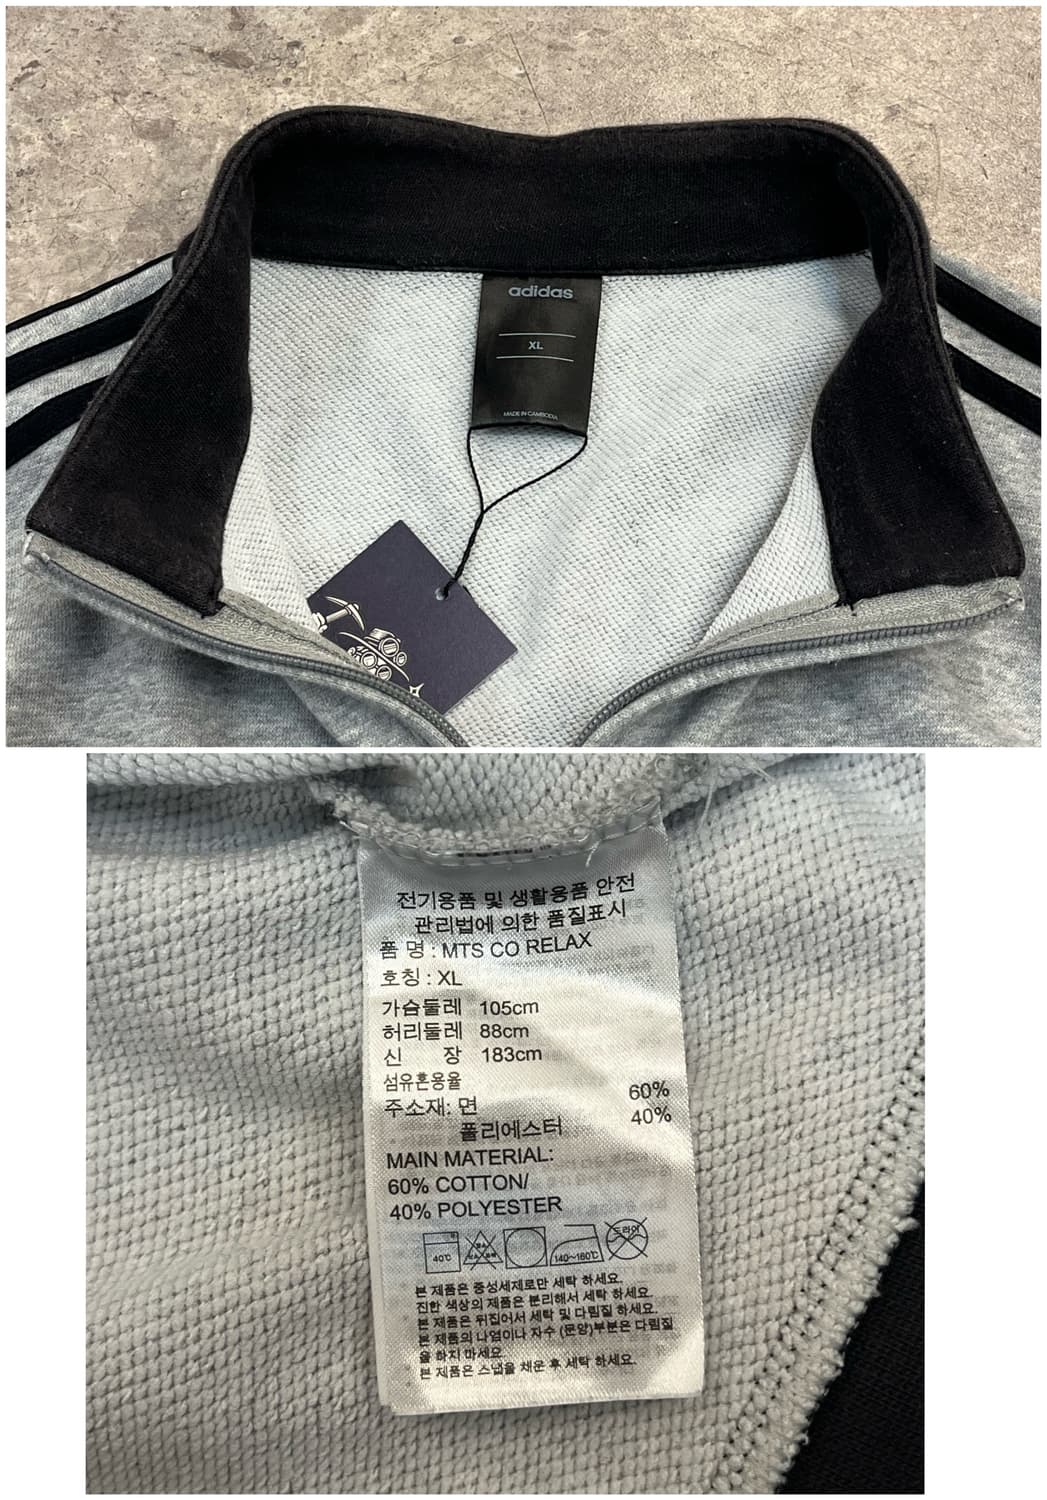 adidas
XL
MADE IN CAMBODIA
전기용품 및 생활용품 안전
관리법에 의한 품질표시
품 명 : MTS CO RELAX
호칭 : XL
가슴둘레 105cm
허리둘레 88cm
신 장 183cm
섬유혼용율
주소재: 면 60%
폴리에스터 40%
MAIN MATERIAL:
60% COTTON/
40% POLYESTER
40℃
140~160℃
드라이
본 제품은 중성세제로만 세탁 하세요.
진한 색상의 제품은 분리해서 세탁 하세요.
본 제품은 뒤집어서 세탁 및 다림질 하세요.
본 제품의 나염이나 자수 (문양)부분은 다림질
을 하지 마세요.
본 제품은 스냅을 채운 후 세탁 하세요.